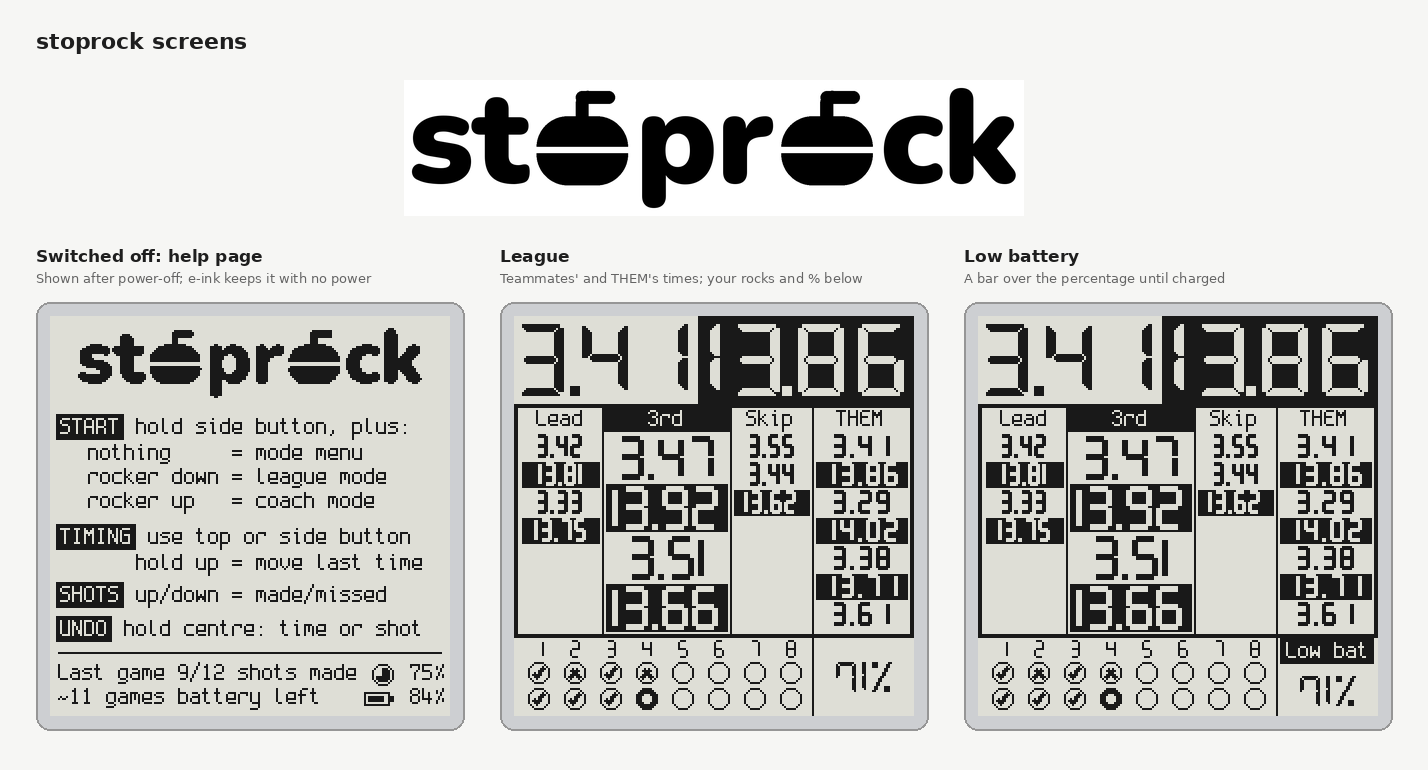 stoprock screens
stoprock
Switched off: help page
Shown after power-off; e-ink keeps it with no power
stoprock
START hold side button, plus:
nothing = mode menu
rocker down = league mode
rocker up = coach mode
TIMING use top or side button
hold up = move last time
SHOTS up/down = made/missed
UNDO hold centre: time or shot
Last game 9/12 shots made 75%
~11 games battery left 84%
League
Teammates' and THEM's times; your rocks and % below
3.41 13.86
Lead 3rd Skip THEM
3.42 3.47 3.55 3.41
13.81 13.92 3.44 13.86
3.33 3.51 13.62 3.29
13.75 13.66 14.02
3.38
13.71
3.61
1 2 3 4 5 6 7 8
71%
Low battery
A bar over the percentage until charged
3.41 13.86
Lead 3rd Skip THEM
3.42 3.47 3.55 3.41
13.81 13.92 3.44 13.86
3.33 3.51 13.62 3.29
13.75 13.66 14.02
3.38
13.71
3.61
1 2 3 4 5 6 7 8
Low bat
71%